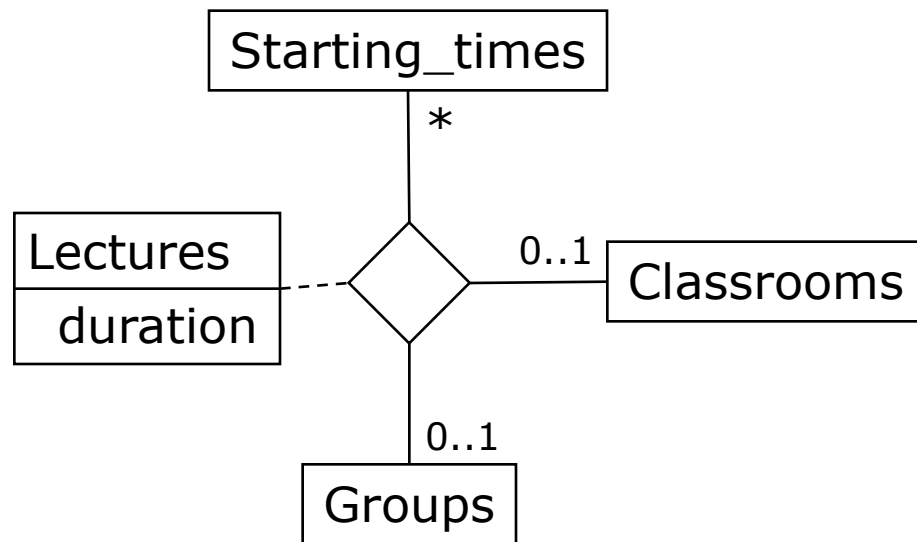 Starting_times
*
Lectures
duration
0..1
Classrooms
0..1
Groups